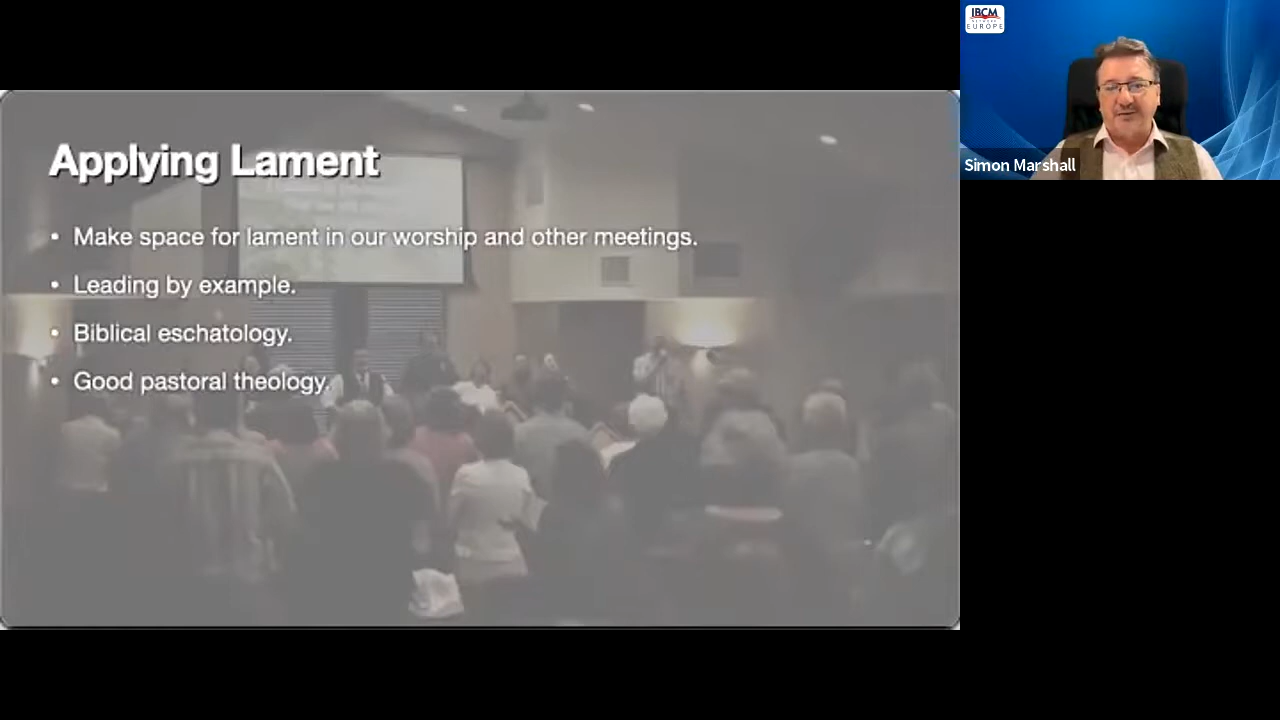 Applying Lament
• Make space for lament in our worship and other meetings.
• Leading by example.
• Biblical eschatology.
• Good pastoral theology.
IBCM
EUROPE
Simon Marshall